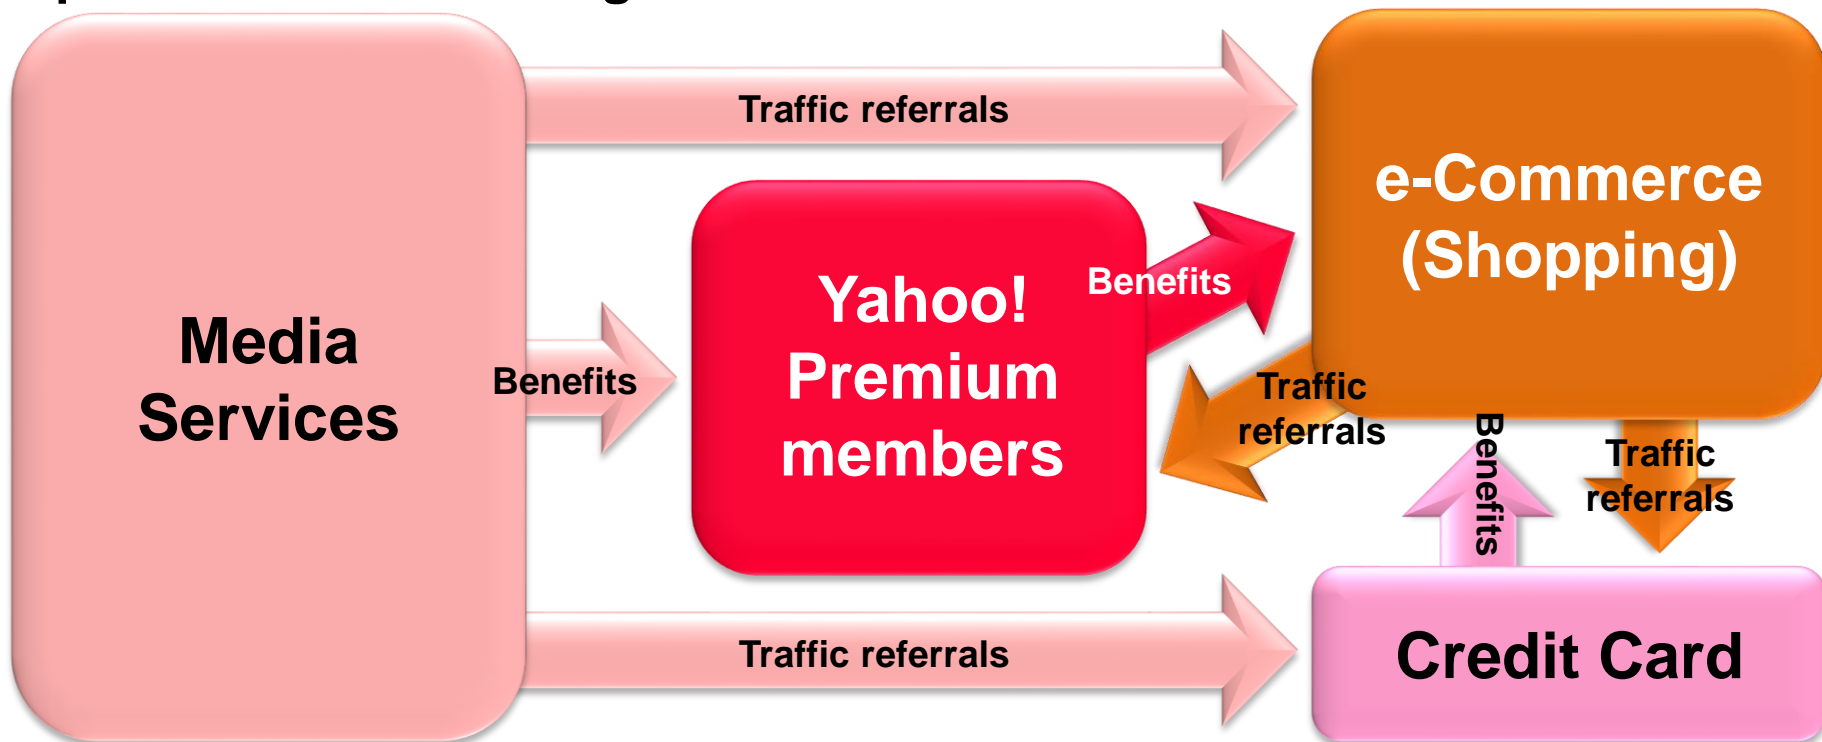 Traffic referrals
e-Commerce
(Shopping)
Media
Services
Benefits
Yahoo!
Premium
members
Benefits
Traffic
referrals
Benefits
Traffic
referrals
Traffic referrals
Credit Card